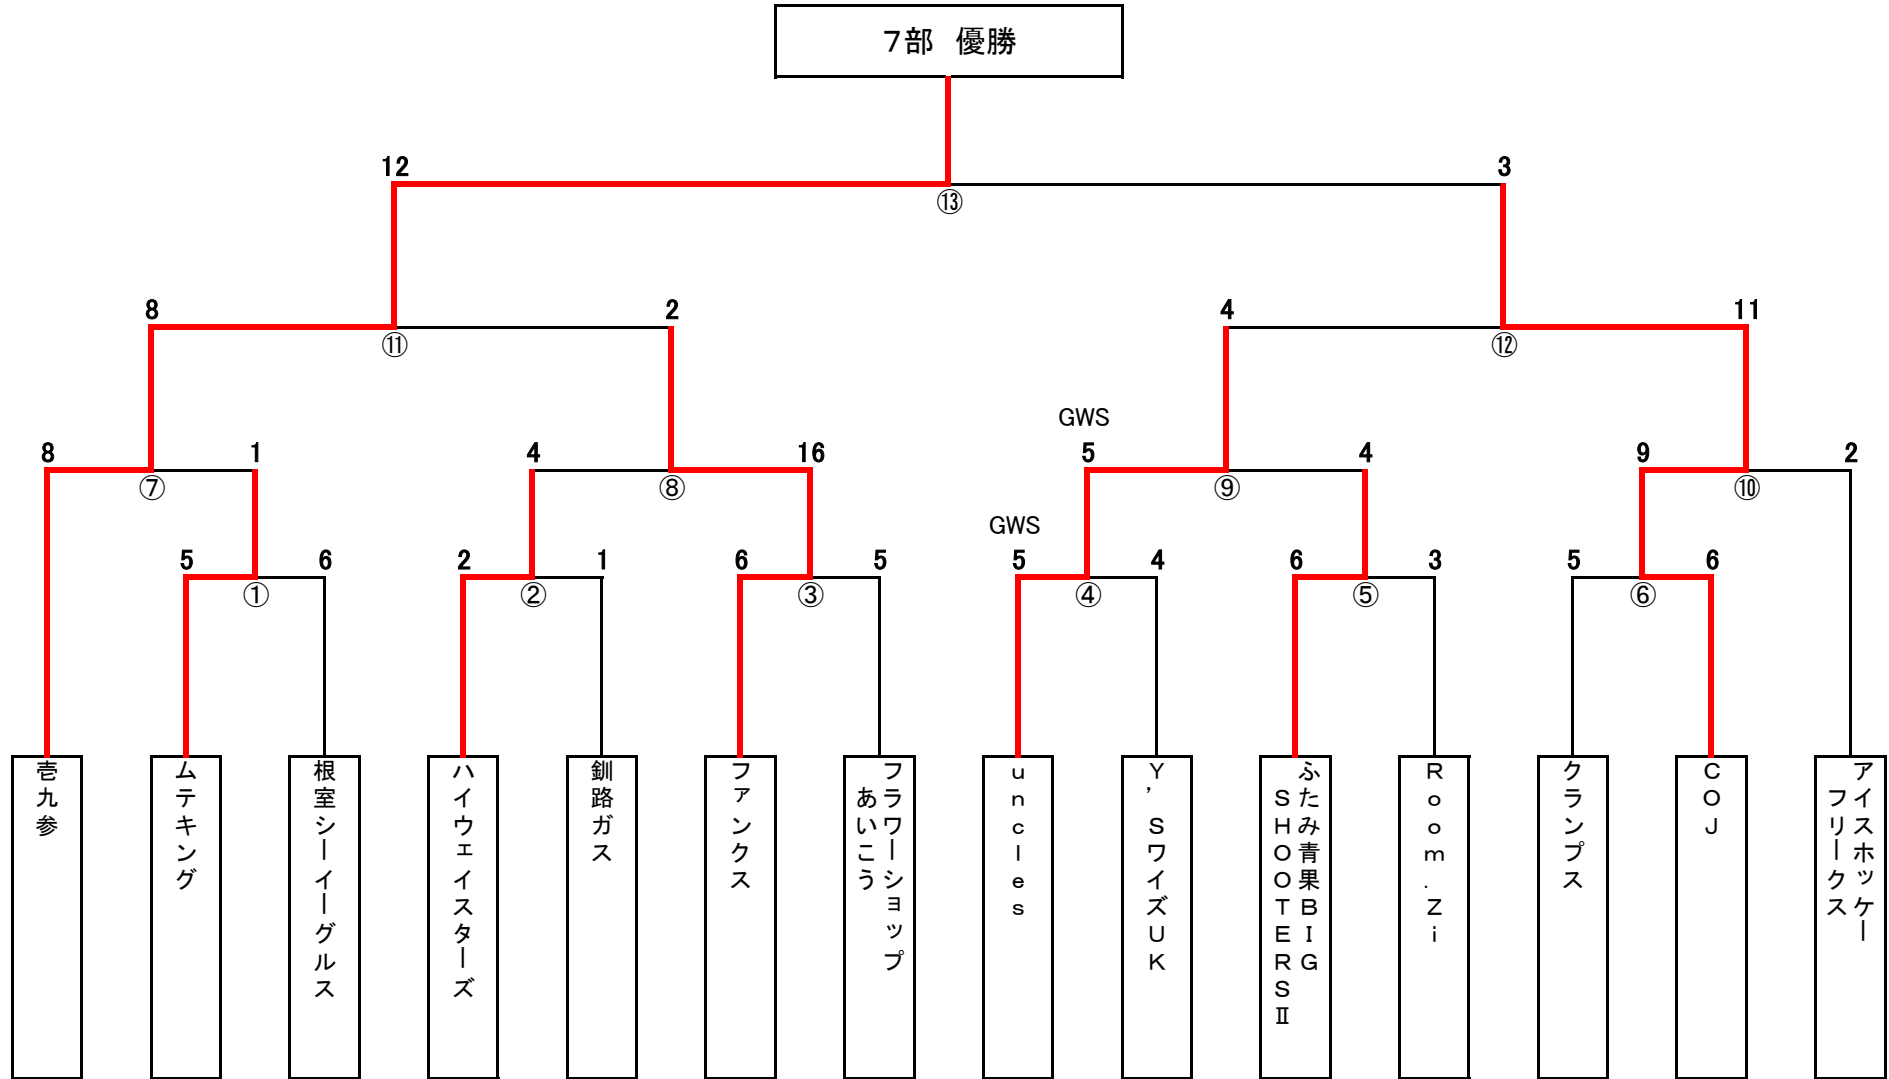 7部　優勝
12
3
⑬
8
2
4
11
⑪
⑫
GWS
8
1
4
16
5
4
9
2
⑦
⑧
⑨
⑩
GWS
5
6
2
1
6
5
5
4
6
3
5
6
①
②
③
④
⑤
⑥
壱九参
ムテキング
根室シーイーグルス
ハイウェイスターズ
釧路ガス
ファンクス
フラワーショップ
あいこう
uncles
Y’SワイズUK
ふたみ青果BIG
SHOOTERSⅡ
Room.Zi
クランプス
COJ
アイスホッケー
フリークス